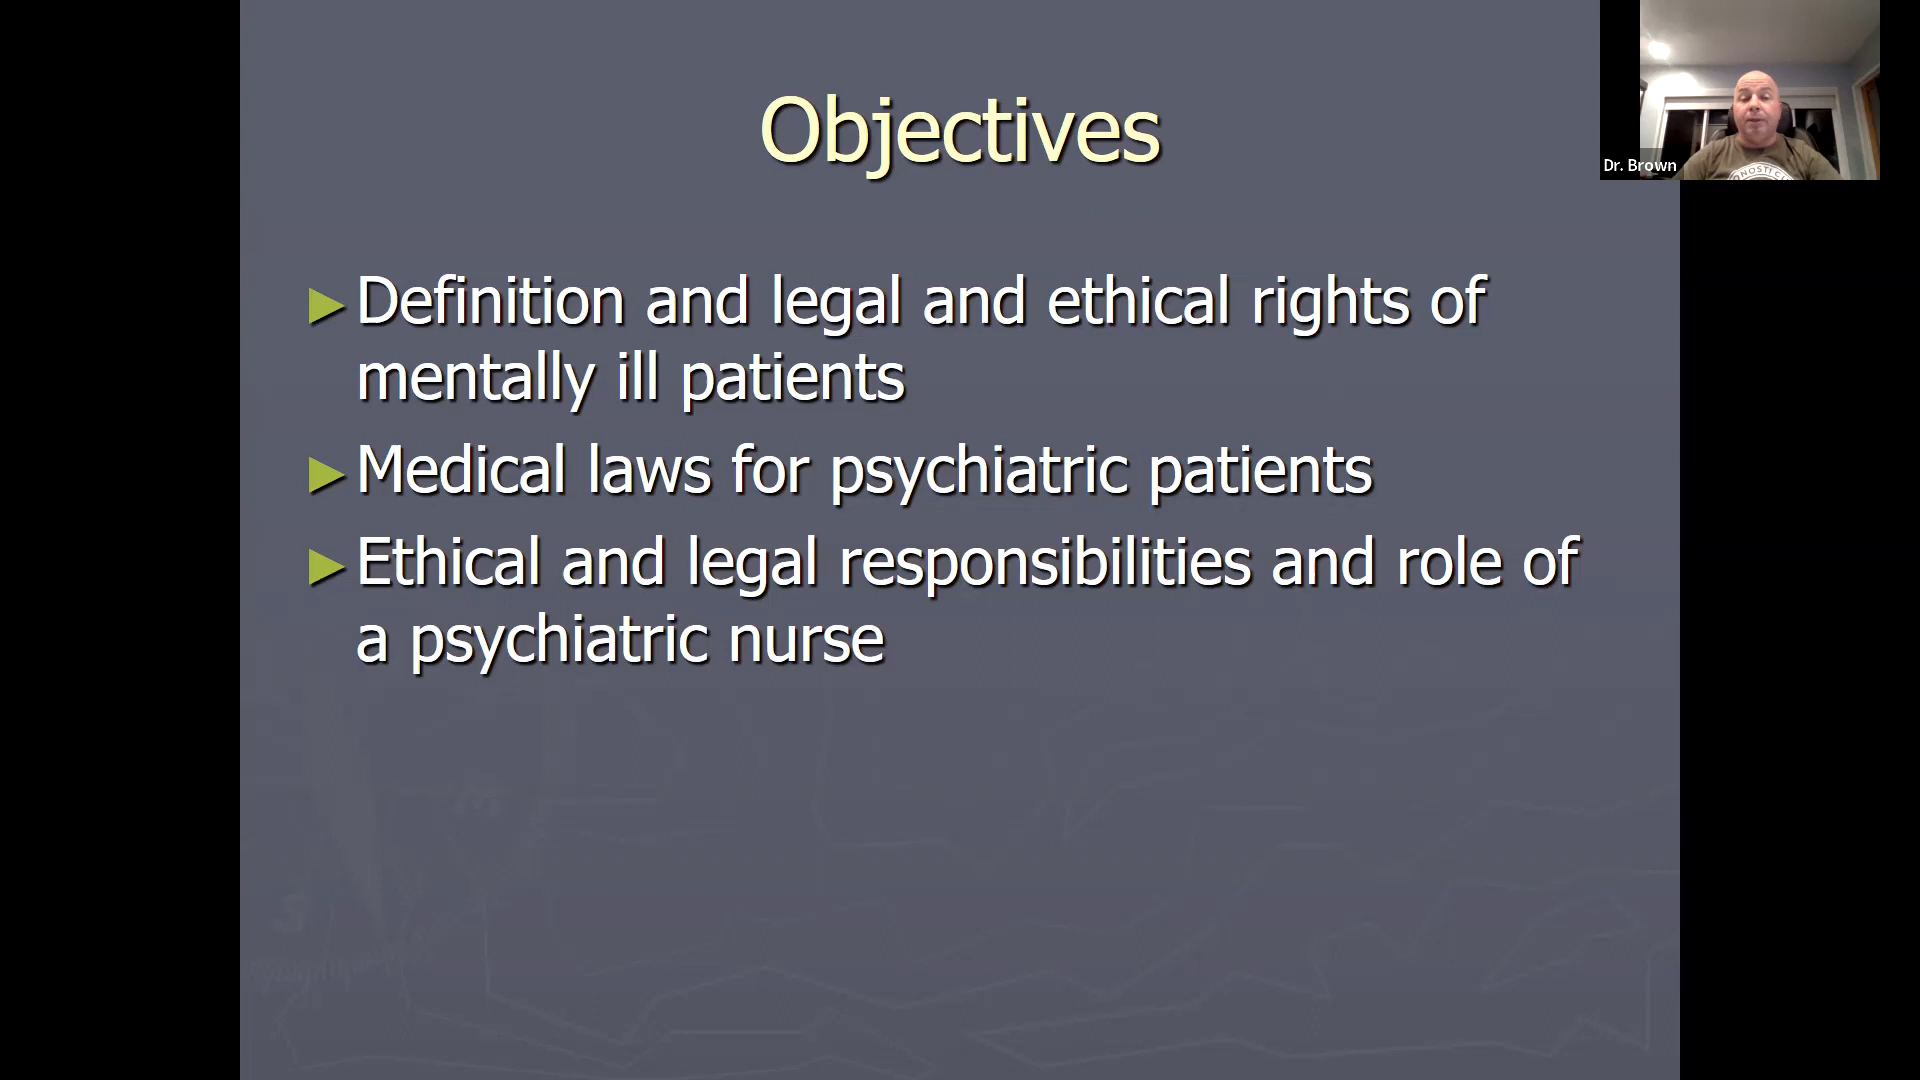 Objectives
Dr. Brown
►Definition and legal and ethical rights of
mentally ill patients
►Medical laws for psychiatric patients
►Ethical and legal responsibilities and role of
a psychiatric nurse